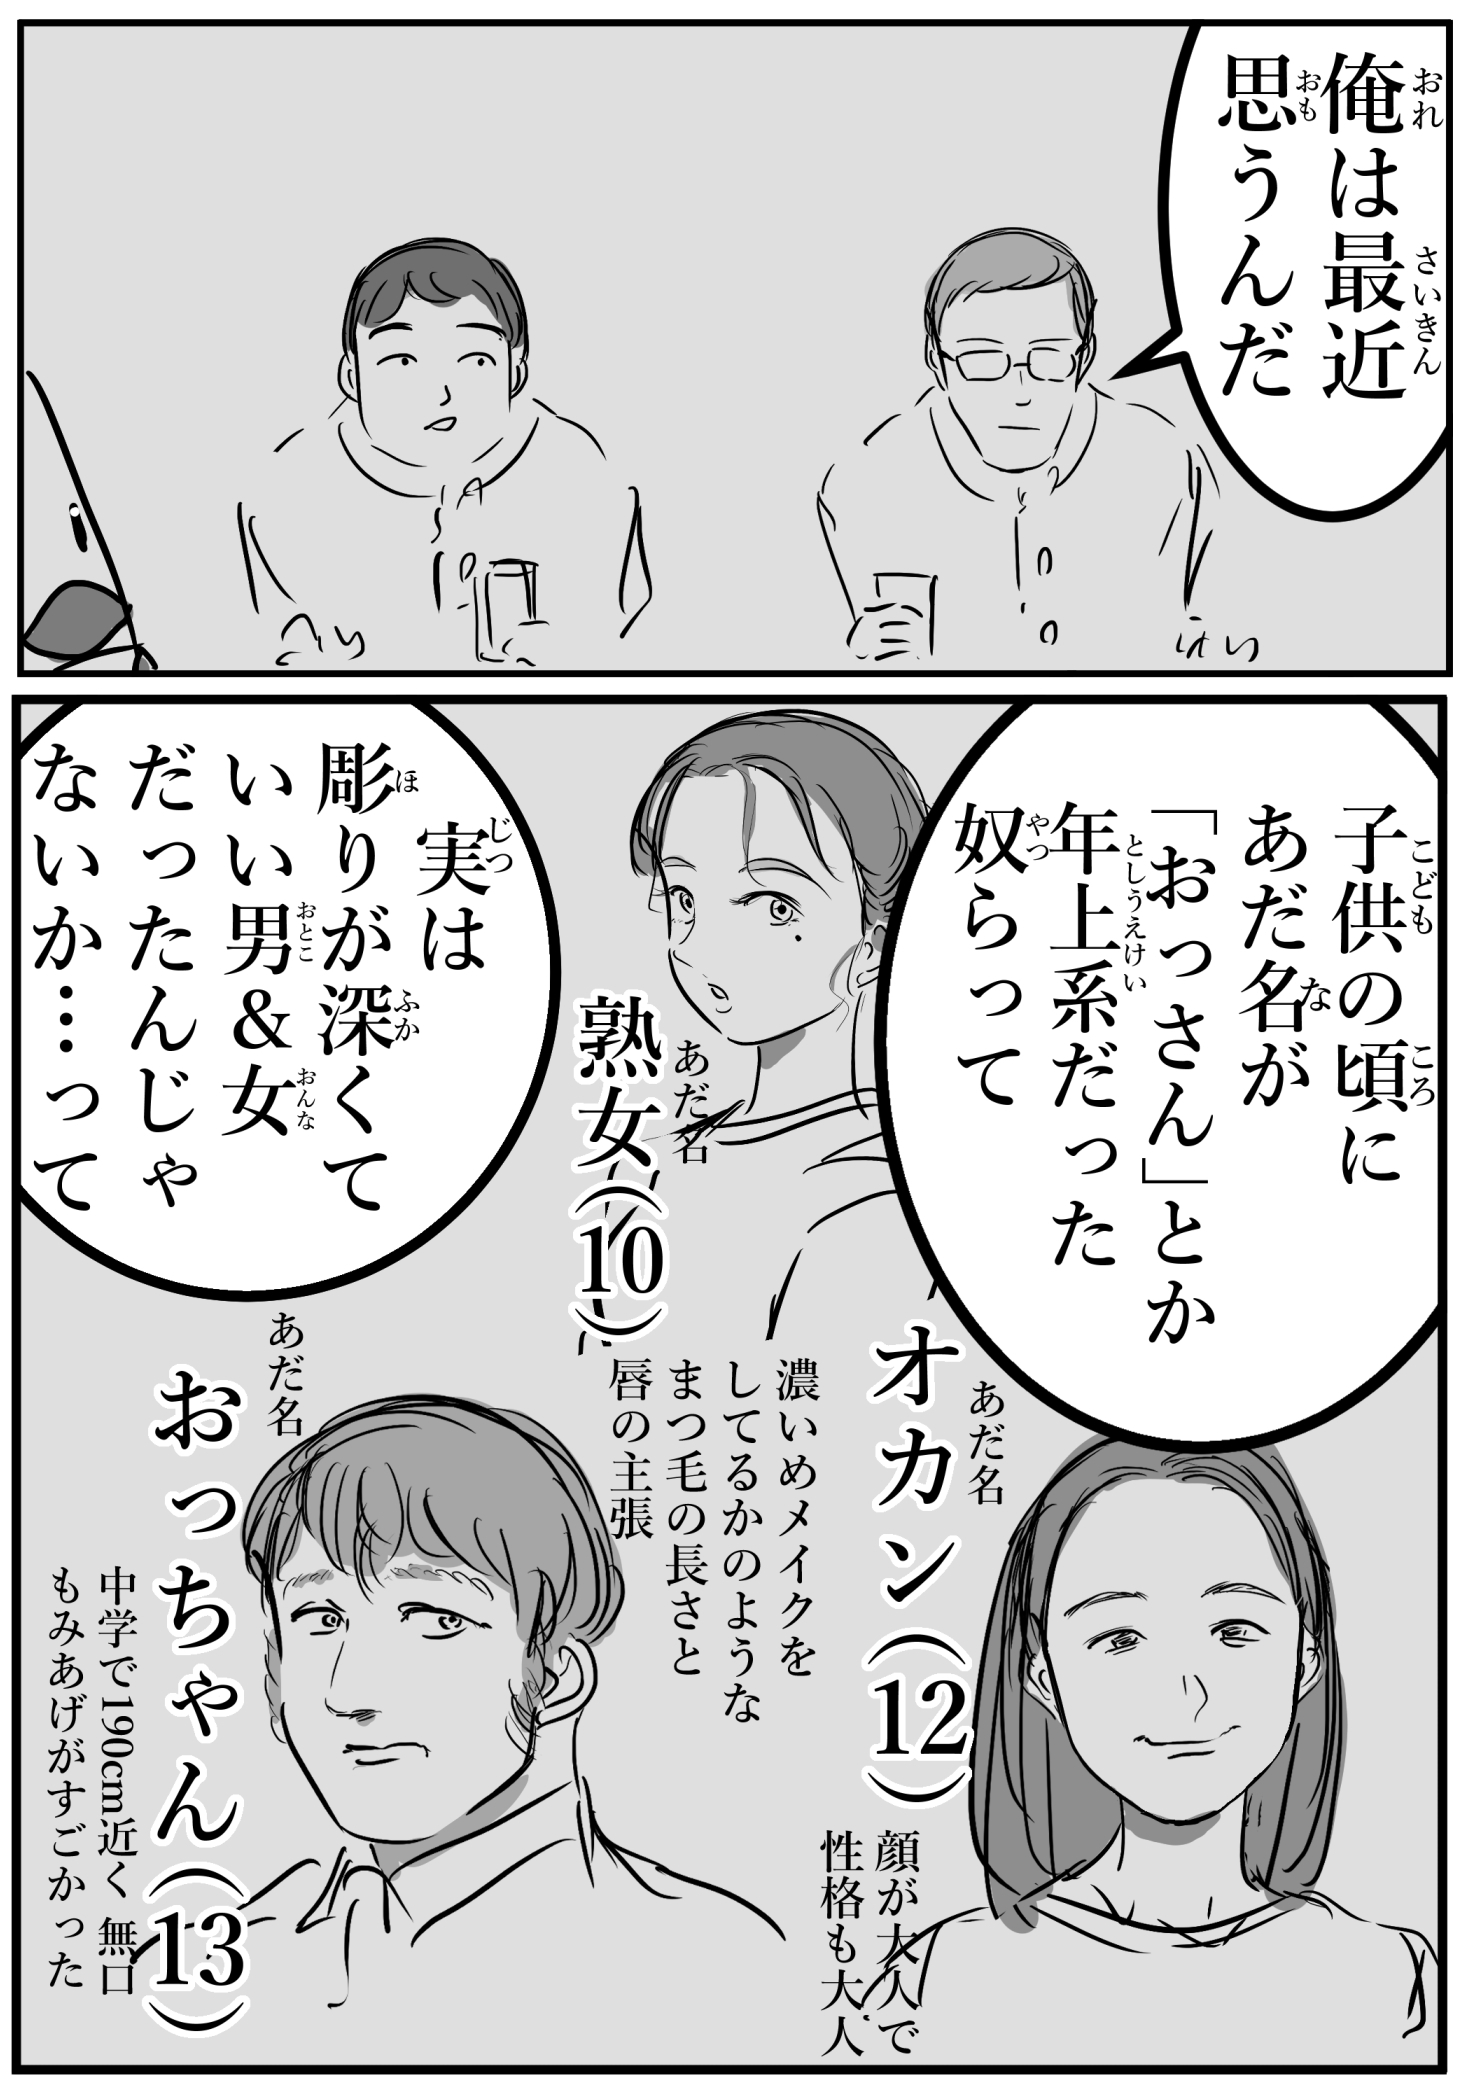 俺は最近
思うんだ
子供の頃に
あだ名が
「おっさん」とか
年上系だった
奴らって
実は
彫りが深くて
いい男&女
だったんじゃ
ないか…って
あだ名
熟女(10)
濃いめメイクを
してるかのような
まつ毛の長さと
唇の主張
あだ名
オカン(12)
顔が大人で
性格も大人
あだ名
おっちゃん(13)
中学で190cm近く 無口
もみあげがすごかった